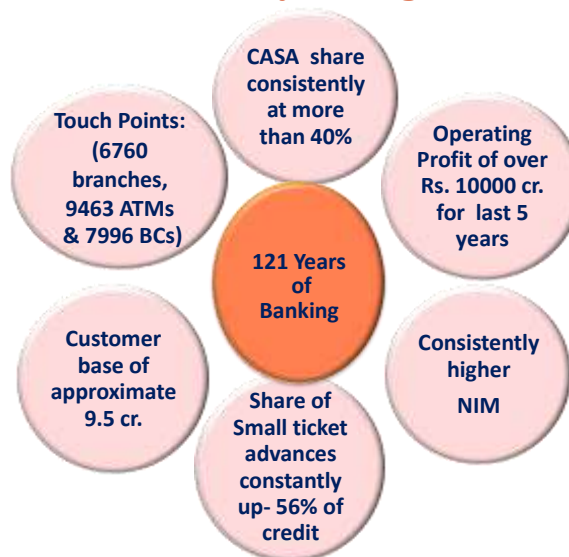 CASA share
consistently
at more
than 40%
Touch Points:
(6760
branches,
9463 ATMs
& 7996 BCs)
Operating
Profit of over
Rs. 10000 cr.
for last 5
years
121 Years
of
Banking
Customer
base of
approximate
9.5 cr.
Consistently
higher
NIM
Share of
Small ticket
advances
constantly
up- 56% of
credit